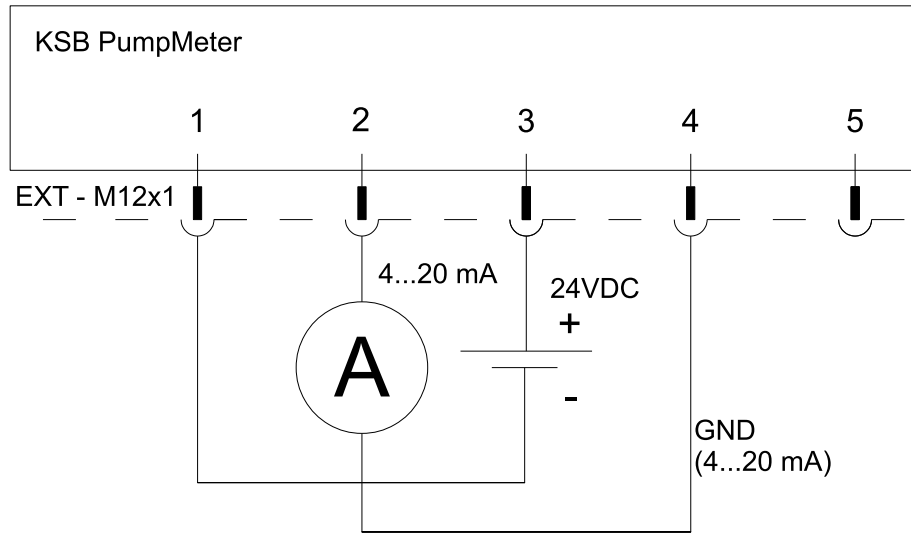 KSB PumpMeter
1 2 3 4 5
EXT - M12x1
4...20 mA
24VDC
+
A
-
GND
(4...20 mA)